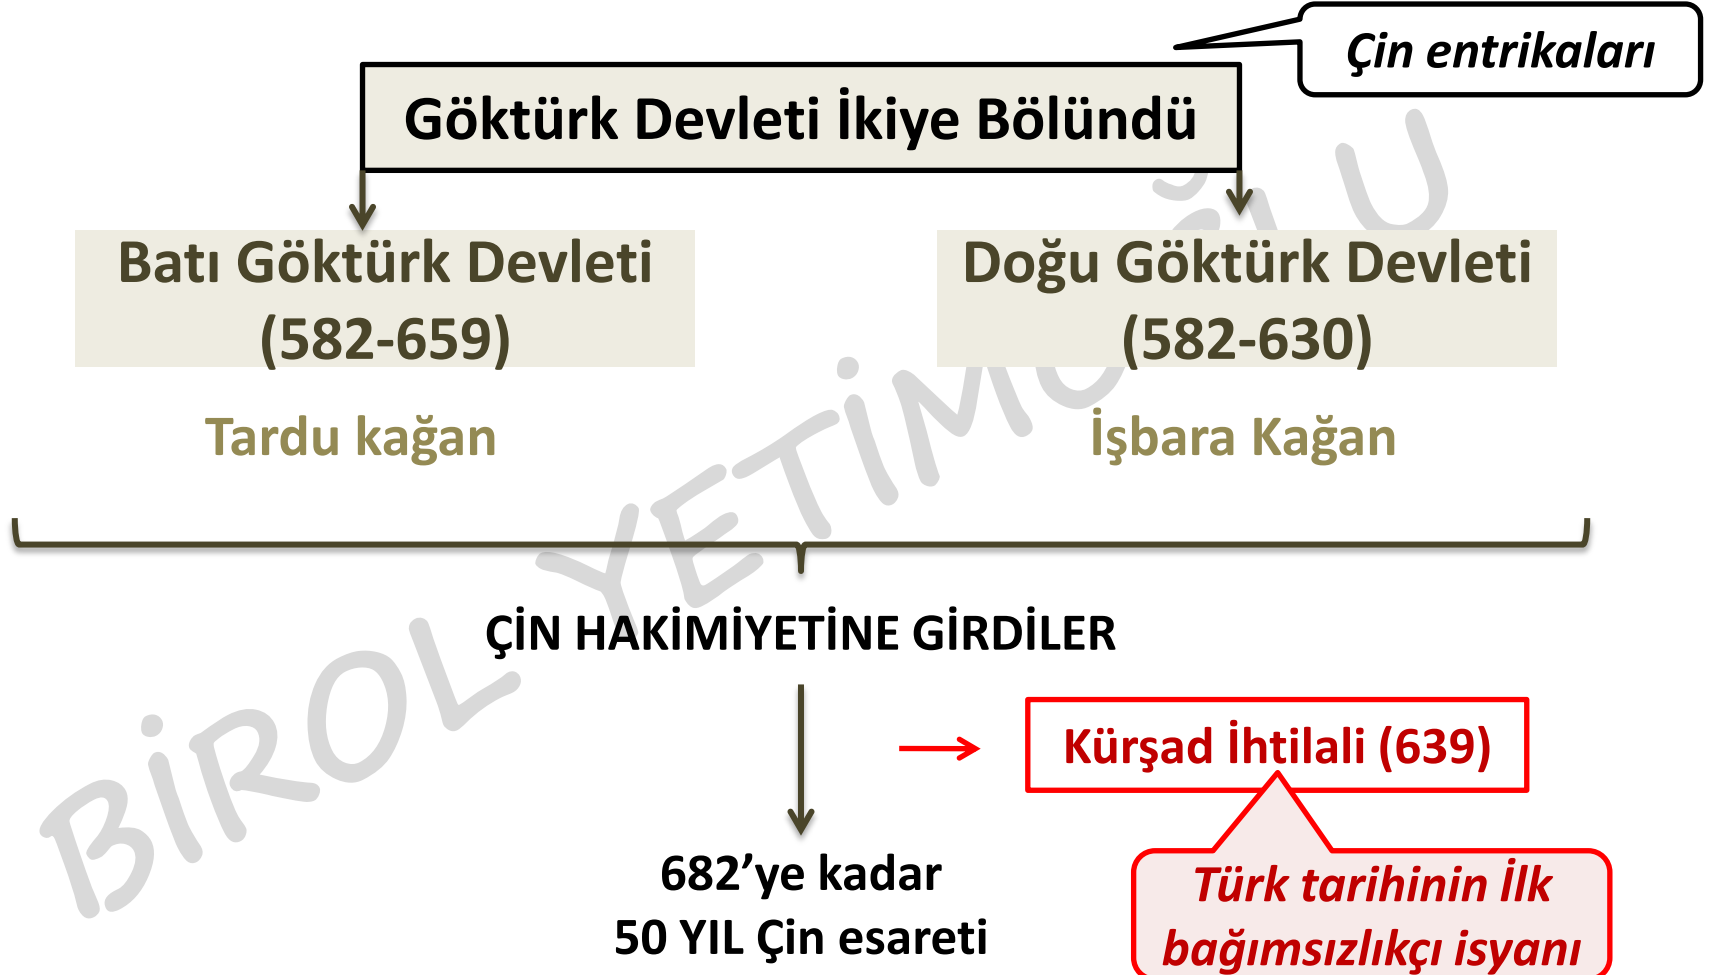 Çin entrikaları
Göktürk Devleti İkiye Bölündü
Batı Göktürk Devleti
(582-659)
Doğu Göktürk Devleti
(582-630)
Tardu kağan
İşbara Kağan
ÇİN HAKİMİYETİNE GİRDİLER
Kürşad İhtilali (639)
682’ye kadar
50 YIL Çin esareti
Türk tarihinin İlk
bağımsızlıkçı isyanı
BİROL YETİMOĞLU